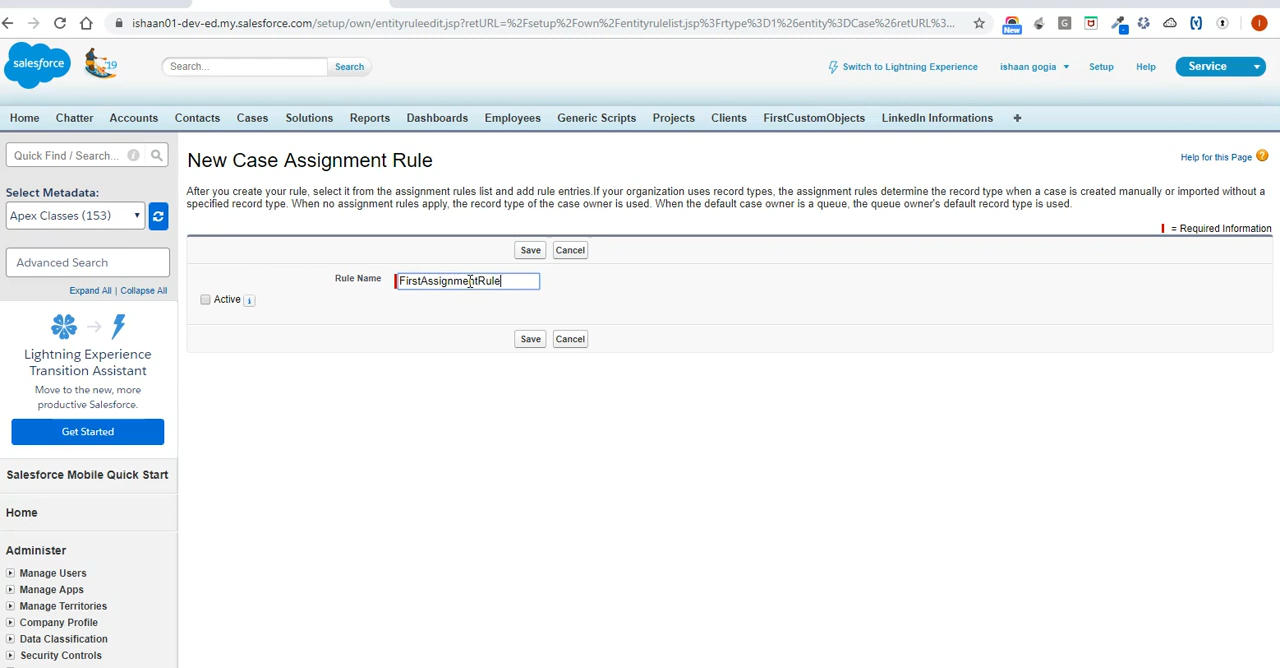 ishaan01-dev-ed.my.salesforce.com/setup/own/entityruleedit.jsp?retURL=%2Fsetup%2Fown%2Fentityrulelist.jsp%3Frtype%3D1%26entity%3DCase%26retURL%3...
New
salesforce
19
Search...
Search
Switch to Lightning Experience
ishaan gogia
Setup
Help
Service
Home
Chatter
Accounts
Contacts
Cases
Solutions
Reports
Dashboards
Employees
Generic Scripts
Projects
Clients
FirstCustomObjects
LinkedIn Informations
+
Quick Find / Search...
Select Metadata:
Apex Classes (153)
Advanced Search
Expand All | Collapse All
Lightning Experience
Transition Assistant
Move to the new, more
productive Salesforce.
Get Started
Salesforce Mobile Quick Start
Home
Administer
Manage Users
Manage Apps
Manage Territories
Company Profile
Data Classification
Security Controls
New Case Assignment Rule
Help for this Page ?
After you create your rule, select it from the assignment rules list and add rule entries.If your organization uses record types, the assignment rules determine the record type when a case is created manually or imported without a
specified record type. When no assignment rules apply, the record type of the case owner is used. When the default case owner is a queue, the queue owner's default record type is used.
= Required Information
Save
Cancel
Rule Name
FirstAssignmentRule
Active
Save
Cancel